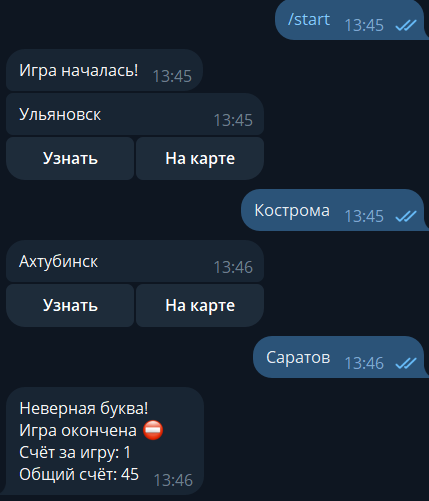 /start 13:45
Игра началась! 13:45
Ульяновск 13:45
Узнать На карте
Кострома 13:45
Ахтубинск 13:46
Узнать На карте
Саратов 13:46
Неверная буква!
Игра окончена ⛔
Счёт за игру: 1
Общий счёт: 45 13:46